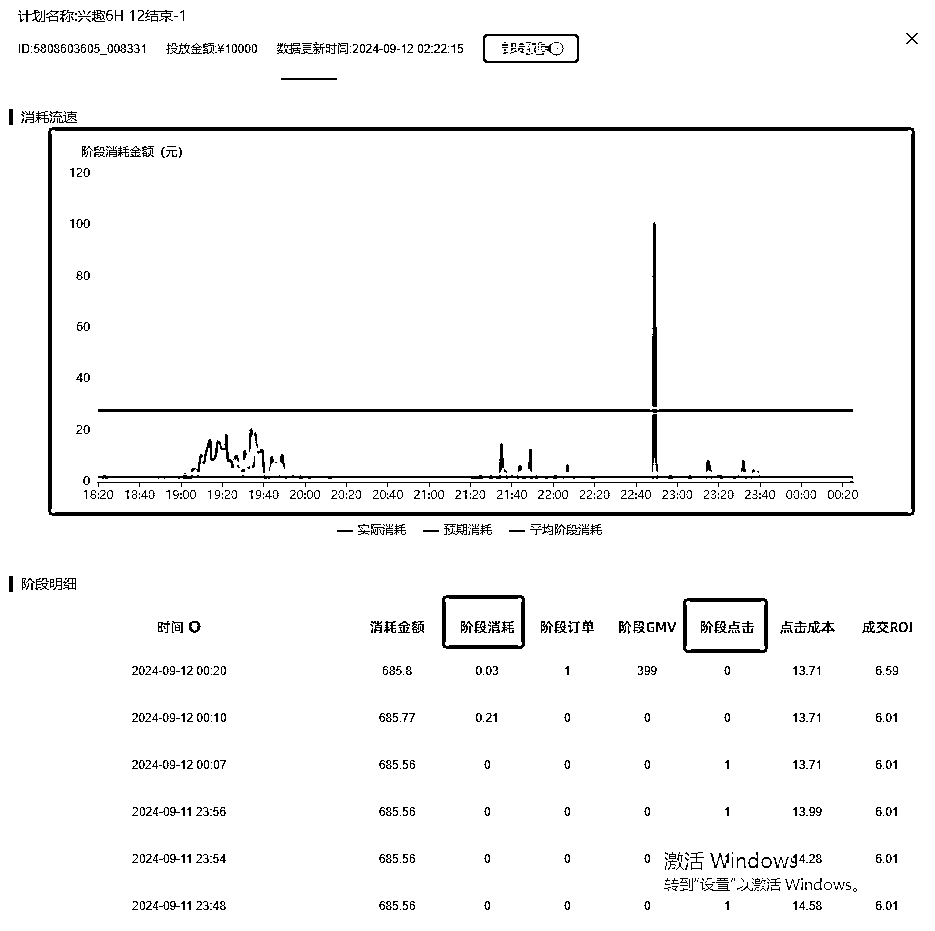 计划名称:兴趣6H 12结束-1
ID:5808603605_008331 投放金额:¥10000 数据更新时间:2024-09-12 02:22:15
消耗流速
阶段消耗金额（元）
120
100
80
60
40
20
0
18:20 18:40 19:00 19:20 19:40 20:00 20:20 20:40 21:00 21:20 21:40 22:00 22:20 22:40 23:00 23:20 23:40 00:00 00:20
实际消耗 预期消耗 平均阶段消耗
阶段明细
时间 消耗金额 阶段消耗 阶段订单 阶段GMV 阶段点击 点击成本 成交ROI
2024-09-12 00:20 685.8 0.03 1 399 0 13.71 6.59
2024-09-12 00:10 685.77 0.21 0 0 0 13.71 6.01
2024-09-12 00:07 685.56 0 0 0 1 13.71 6.01
2024-09-11 23:56 685.56 0 0 0 1 13.99 6.01
2024-09-11 23:54 685.56 0 0 0 1 14.28 6.01
激活 Windows
转到"设置"以激活 Windows。
2024-09-11 23:48 685.56 0 0 0 1 14.58 6.01